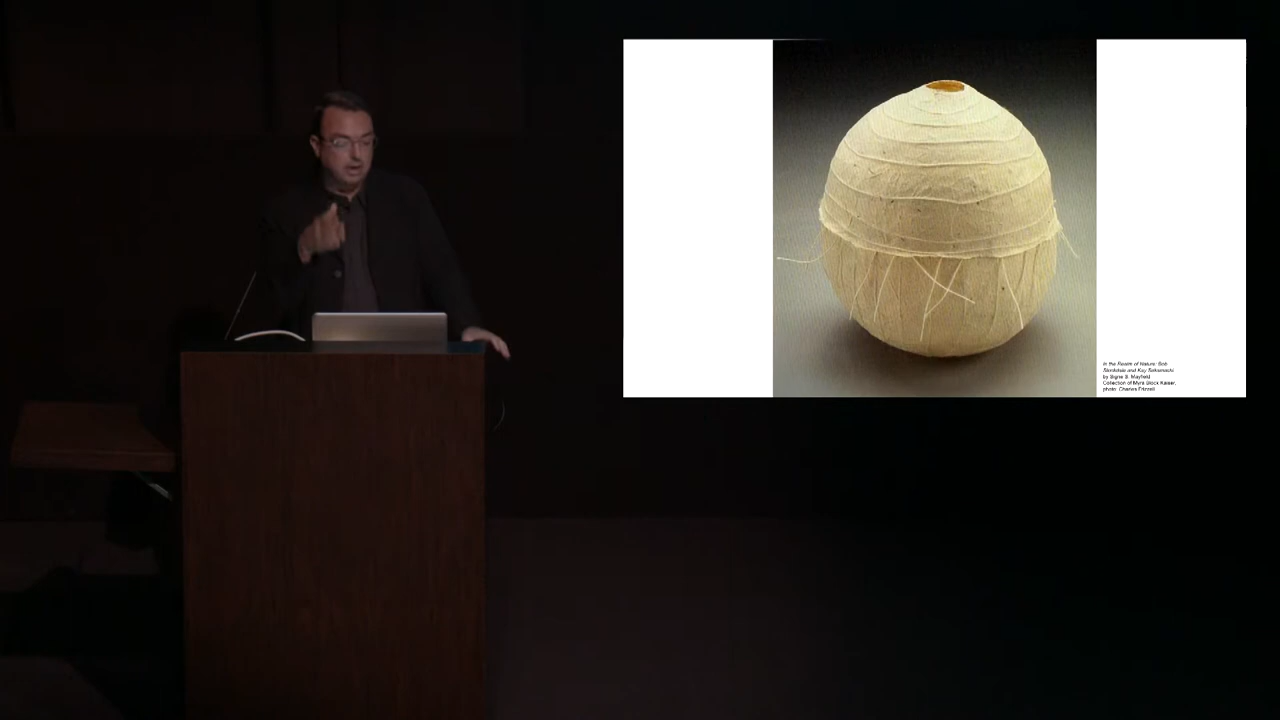 In the Realm of Nature: Bob
Stocksdale and Kay Sekimachi
by Signe S. Mayfield
Collection of Myra Block Kaiser,
photo: Charles Frizzell